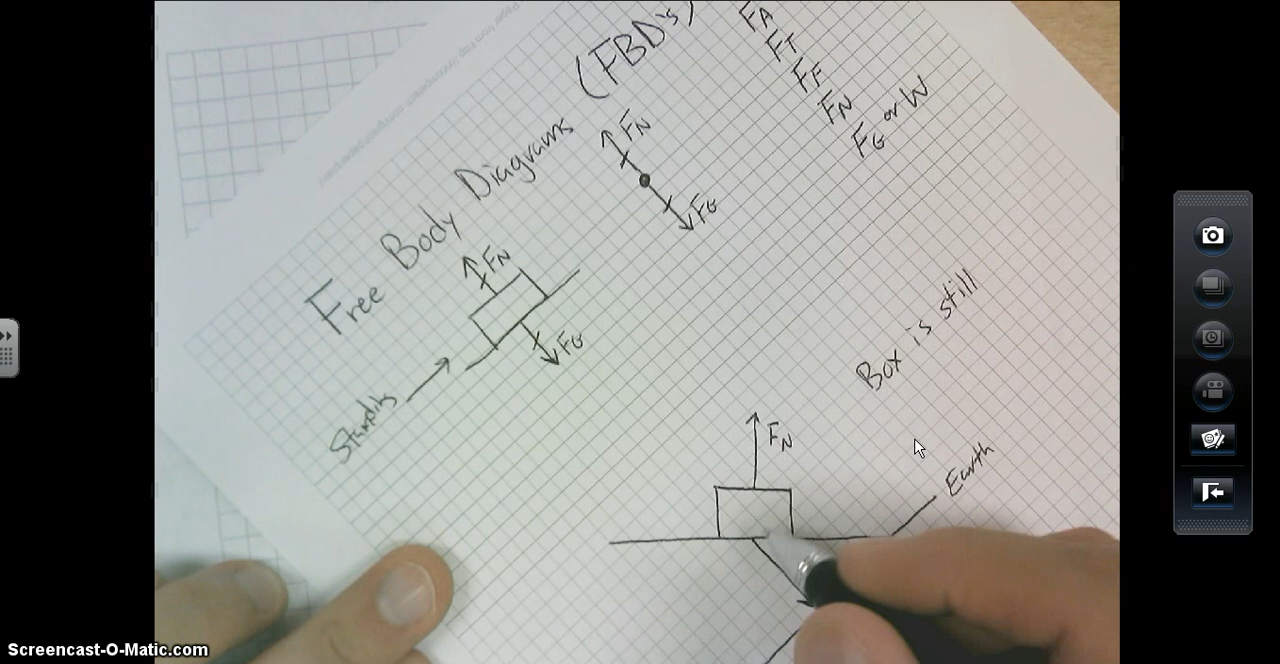 Free Body Diagrams (FBD's)
FA
FT
FF
FN
FG or W
FN
FG
FN
FG
Box is still
FN
Earth
Screencast-O-Matic.com